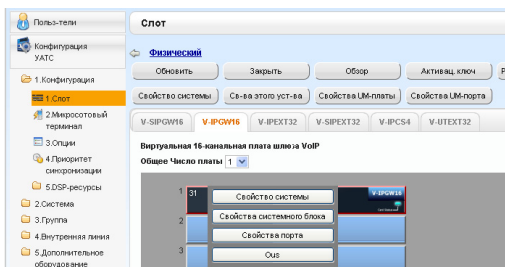 Польз-тели
Конфигурация
УАТС
1.Конфигурация
1.Слот
2.Микросотовый
терминал
3.Опции
4.Приоритет
синхронизации
5.DSP-ресурсы
2.Система
3.Группа
4.Внутренняя линия
5.Дополнительное
оборудование
Слот
Физический
Обновить
Закрыть
Обзор
Активац. ключ
Свойство системы
Св-ва этого уст-ва
Свойства UM-платы
Свойства UM-порта
V-SIPGW16
V-IPGW16
V-IPEXT32
V-SIPEXT32
V-IPCS4
V-UTEXT32
Виртуальная 16-канальная плата шлюза VoIP
Общее Число платы 1
1 31
V-IPGW16
Свойство системы
Свойства системного блока
2
Свойства порта
3
Ous